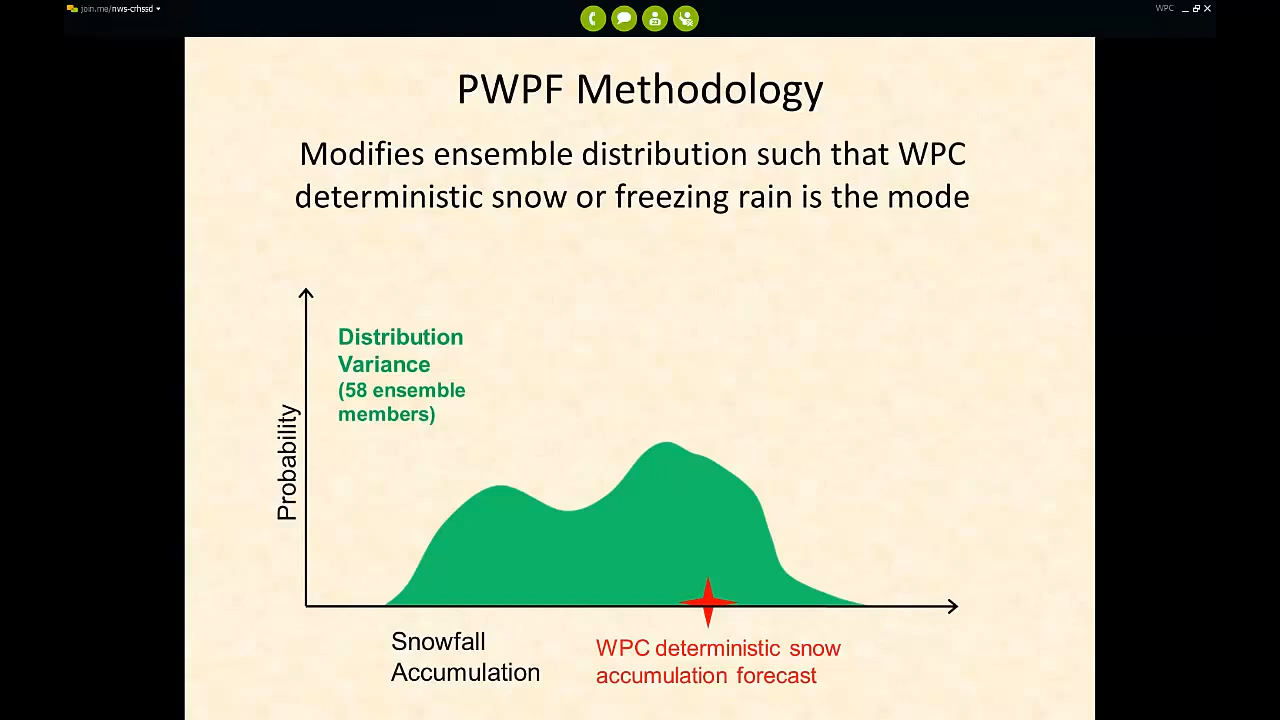 join.me/nws-crhssd
WPC
PWPF Methodology
Modifies ensemble distribution such that WPC
deterministic snow or freezing rain is the mode
Distribution
Variance
(58 ensemble
members)
Probability
Snowfall
Accumulation
WPC deterministic snow
accumulation forecast